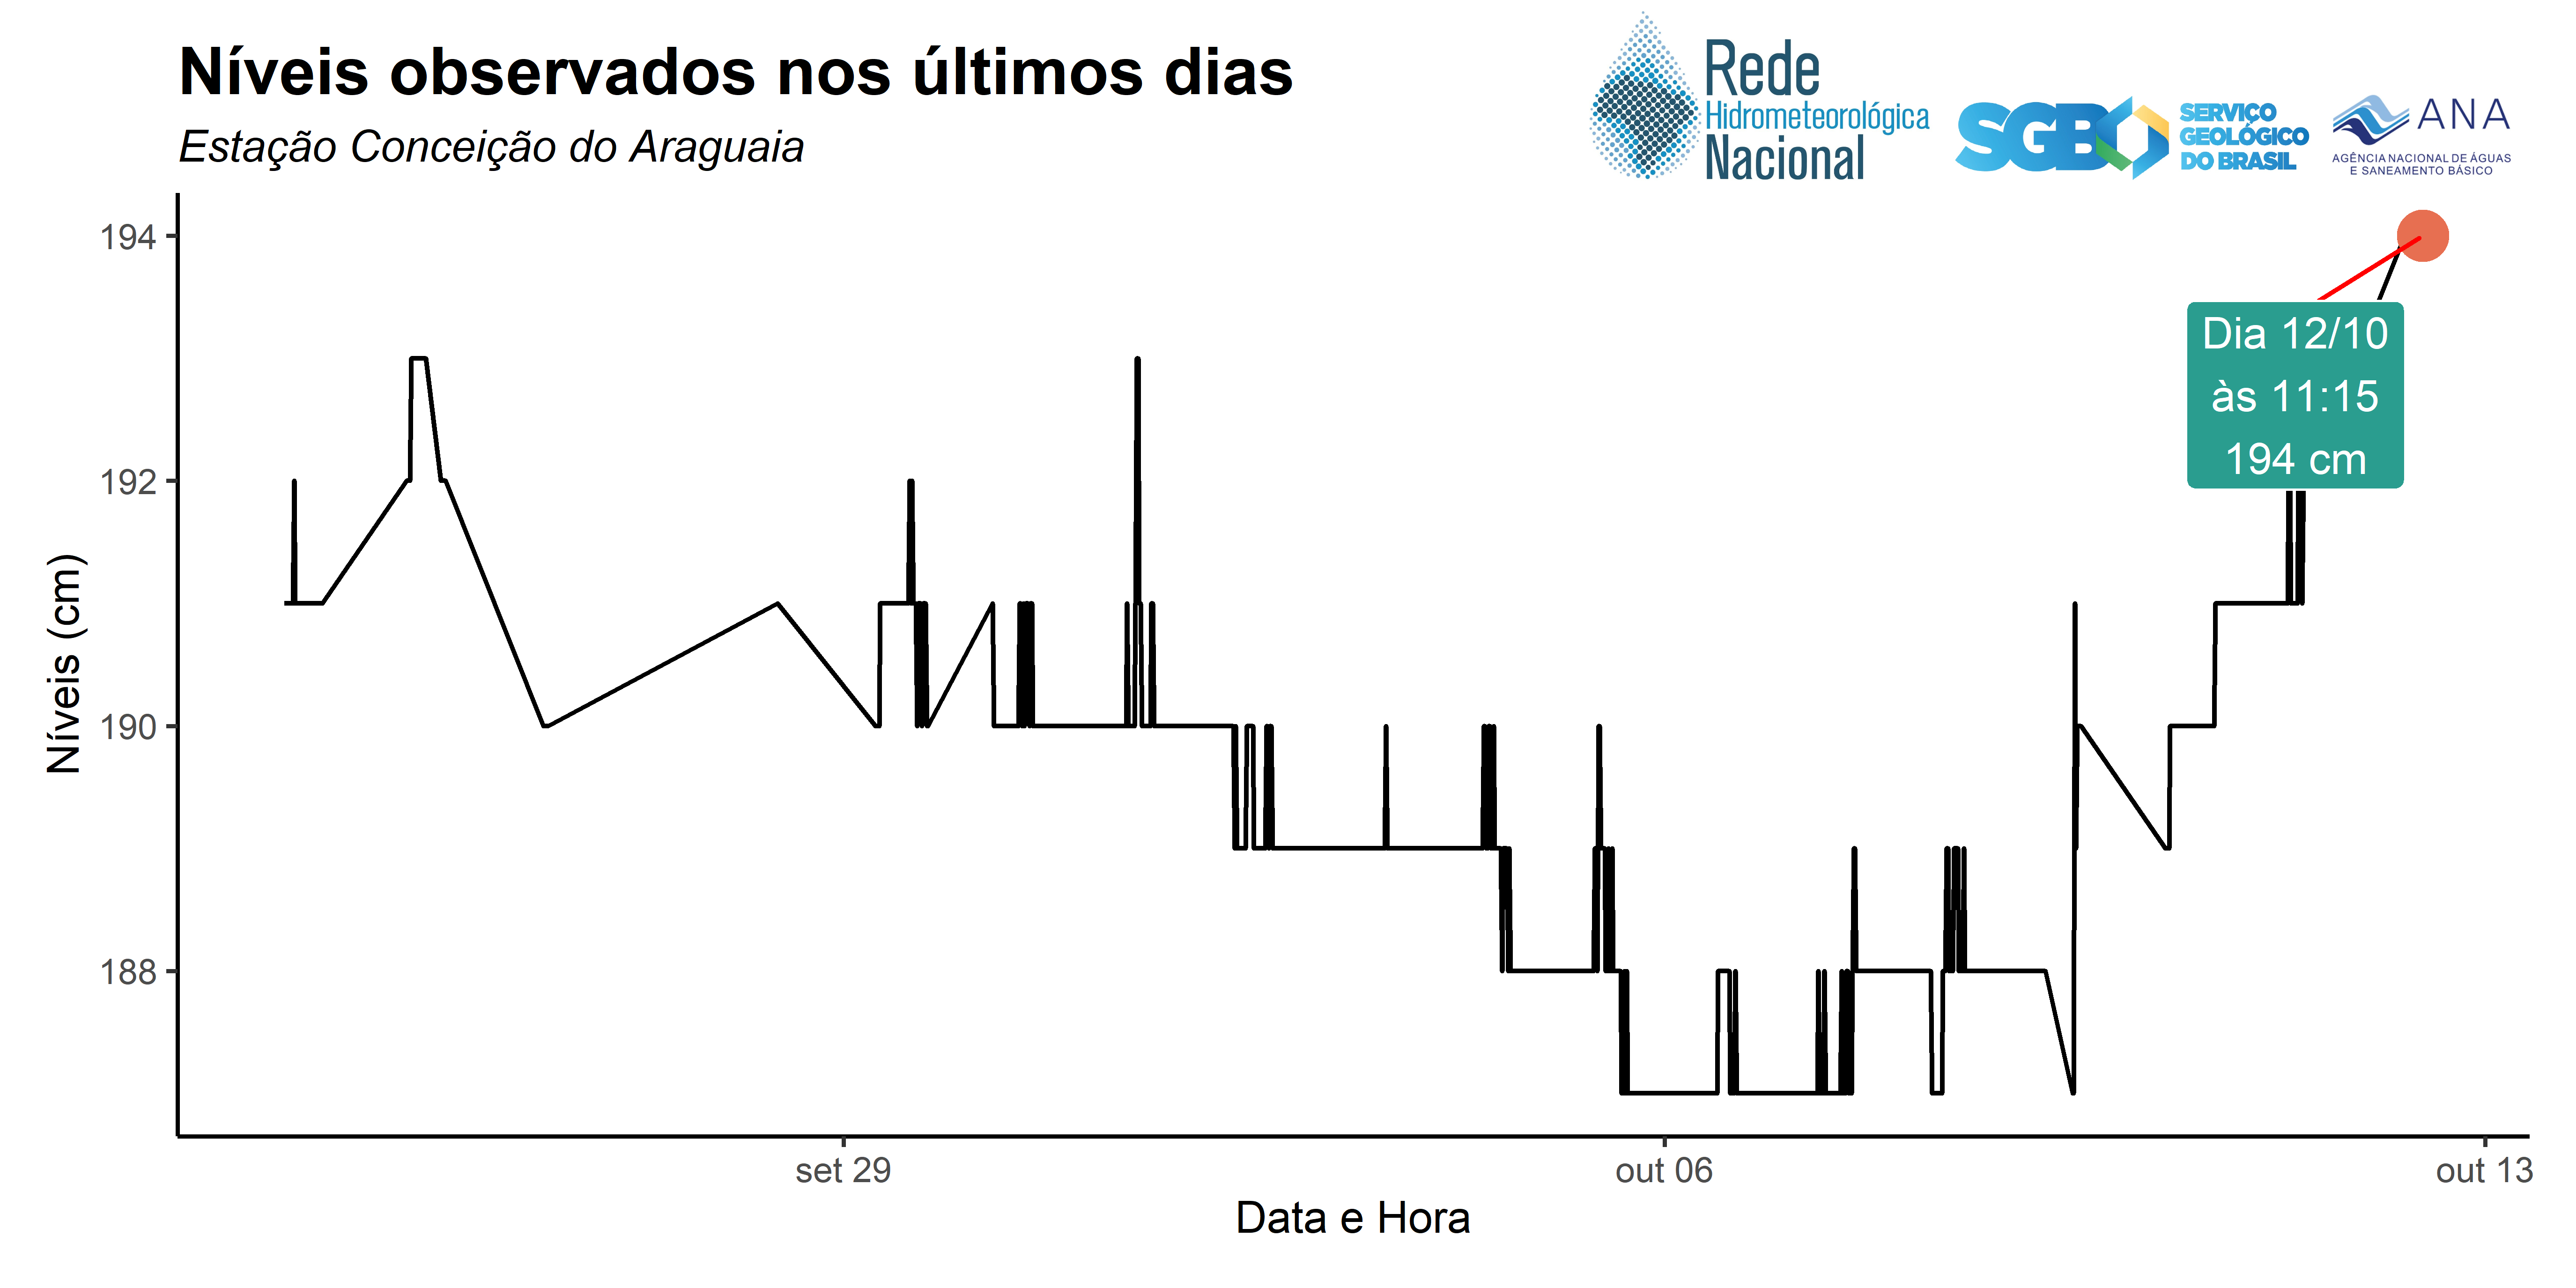 Níveis observados nos últimos dias
Estação Conceição do Araguaia
Rede
Hidrometeorológica
Nacional
SGB
SERVIÇO
GEOLÓGICO
DO BRASIL
ANA
AGÊNCIA NACIONAL DE ÁGUAS
E SANEAMENTO BÁSICO
194
192
190
188
Níveis (cm)
Dia 12/10
às 11:15
194 cm
set 29
out 06
out 13
Data e Hora